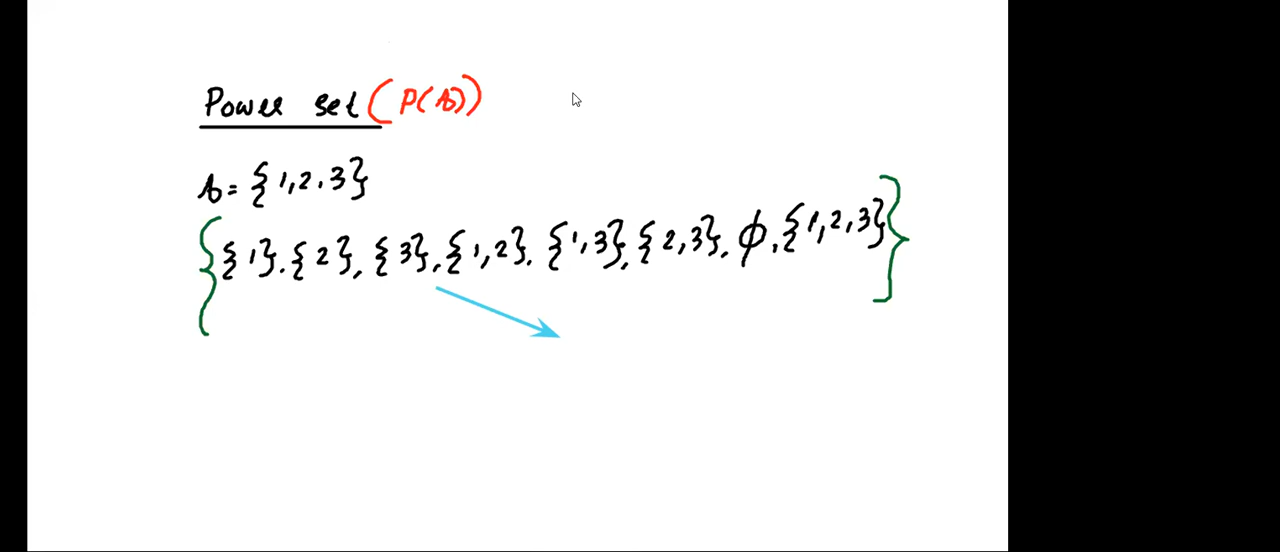 Power set (P(A))
A = {1,2,3}
{{1}, {2}, {3}, {1,2}, {1,3}, {2,3}, ϕ, {1,2,3}}